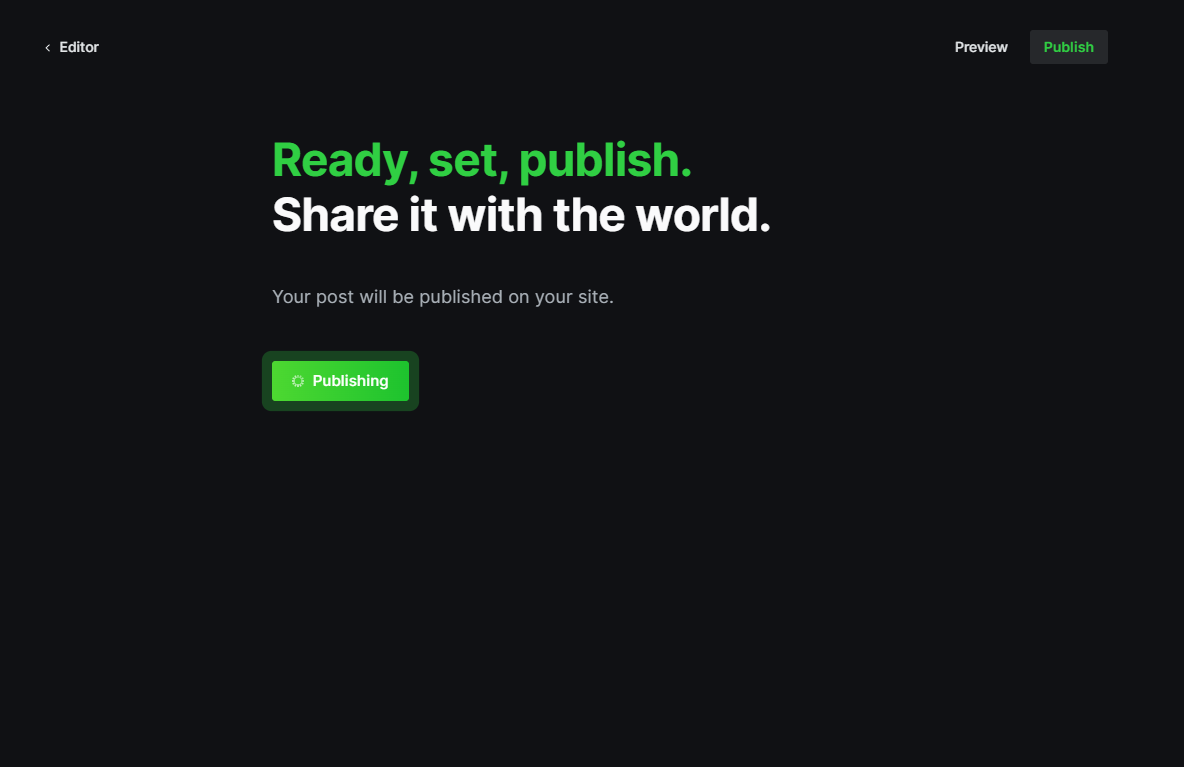 Editor
Preview
Publish
Ready, set, publish.
Share it with the world.
Your post will be published on your site.
Publishing